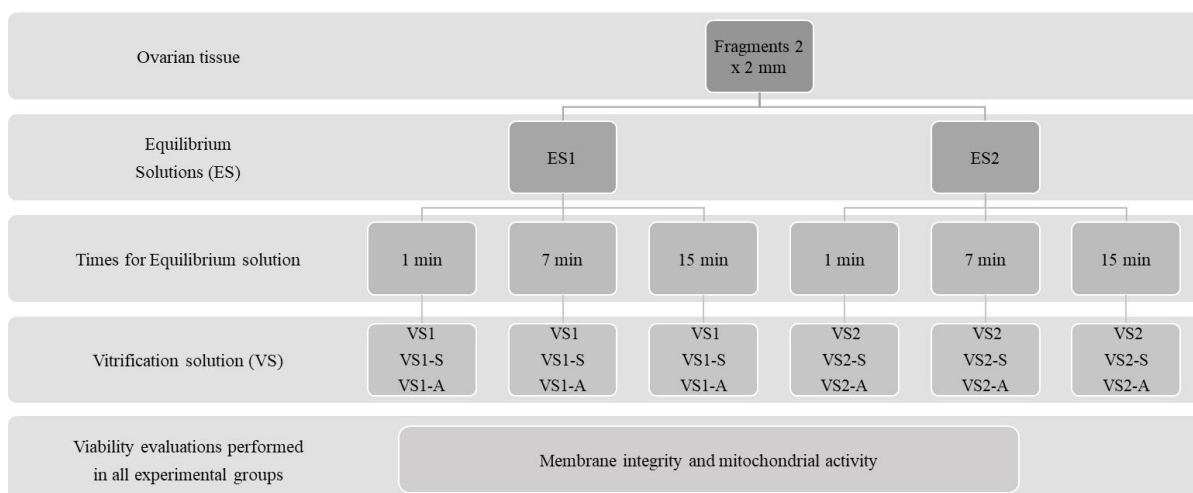 Ovarian tissue
Fragments 2
x 2 mm
Equilibrium
Solutions (ES)
ES1
ES2
Times for Equilibrium solution
1 min
7 min
15 min
1 min
7 min
15 min
Vitrification solution (VS)
VS1
VS1-S
VS1-A
VS1
VS1-S
VS1-A
VS1
VS1-S
VS1-A
VS2
VS2-S
VS2-A
VS2
VS2-S
VS2-A
VS2
VS2-S
VS2-A
Viability evaluations performed
in all experimental groups
Membrane integrity and mitochondrial activity